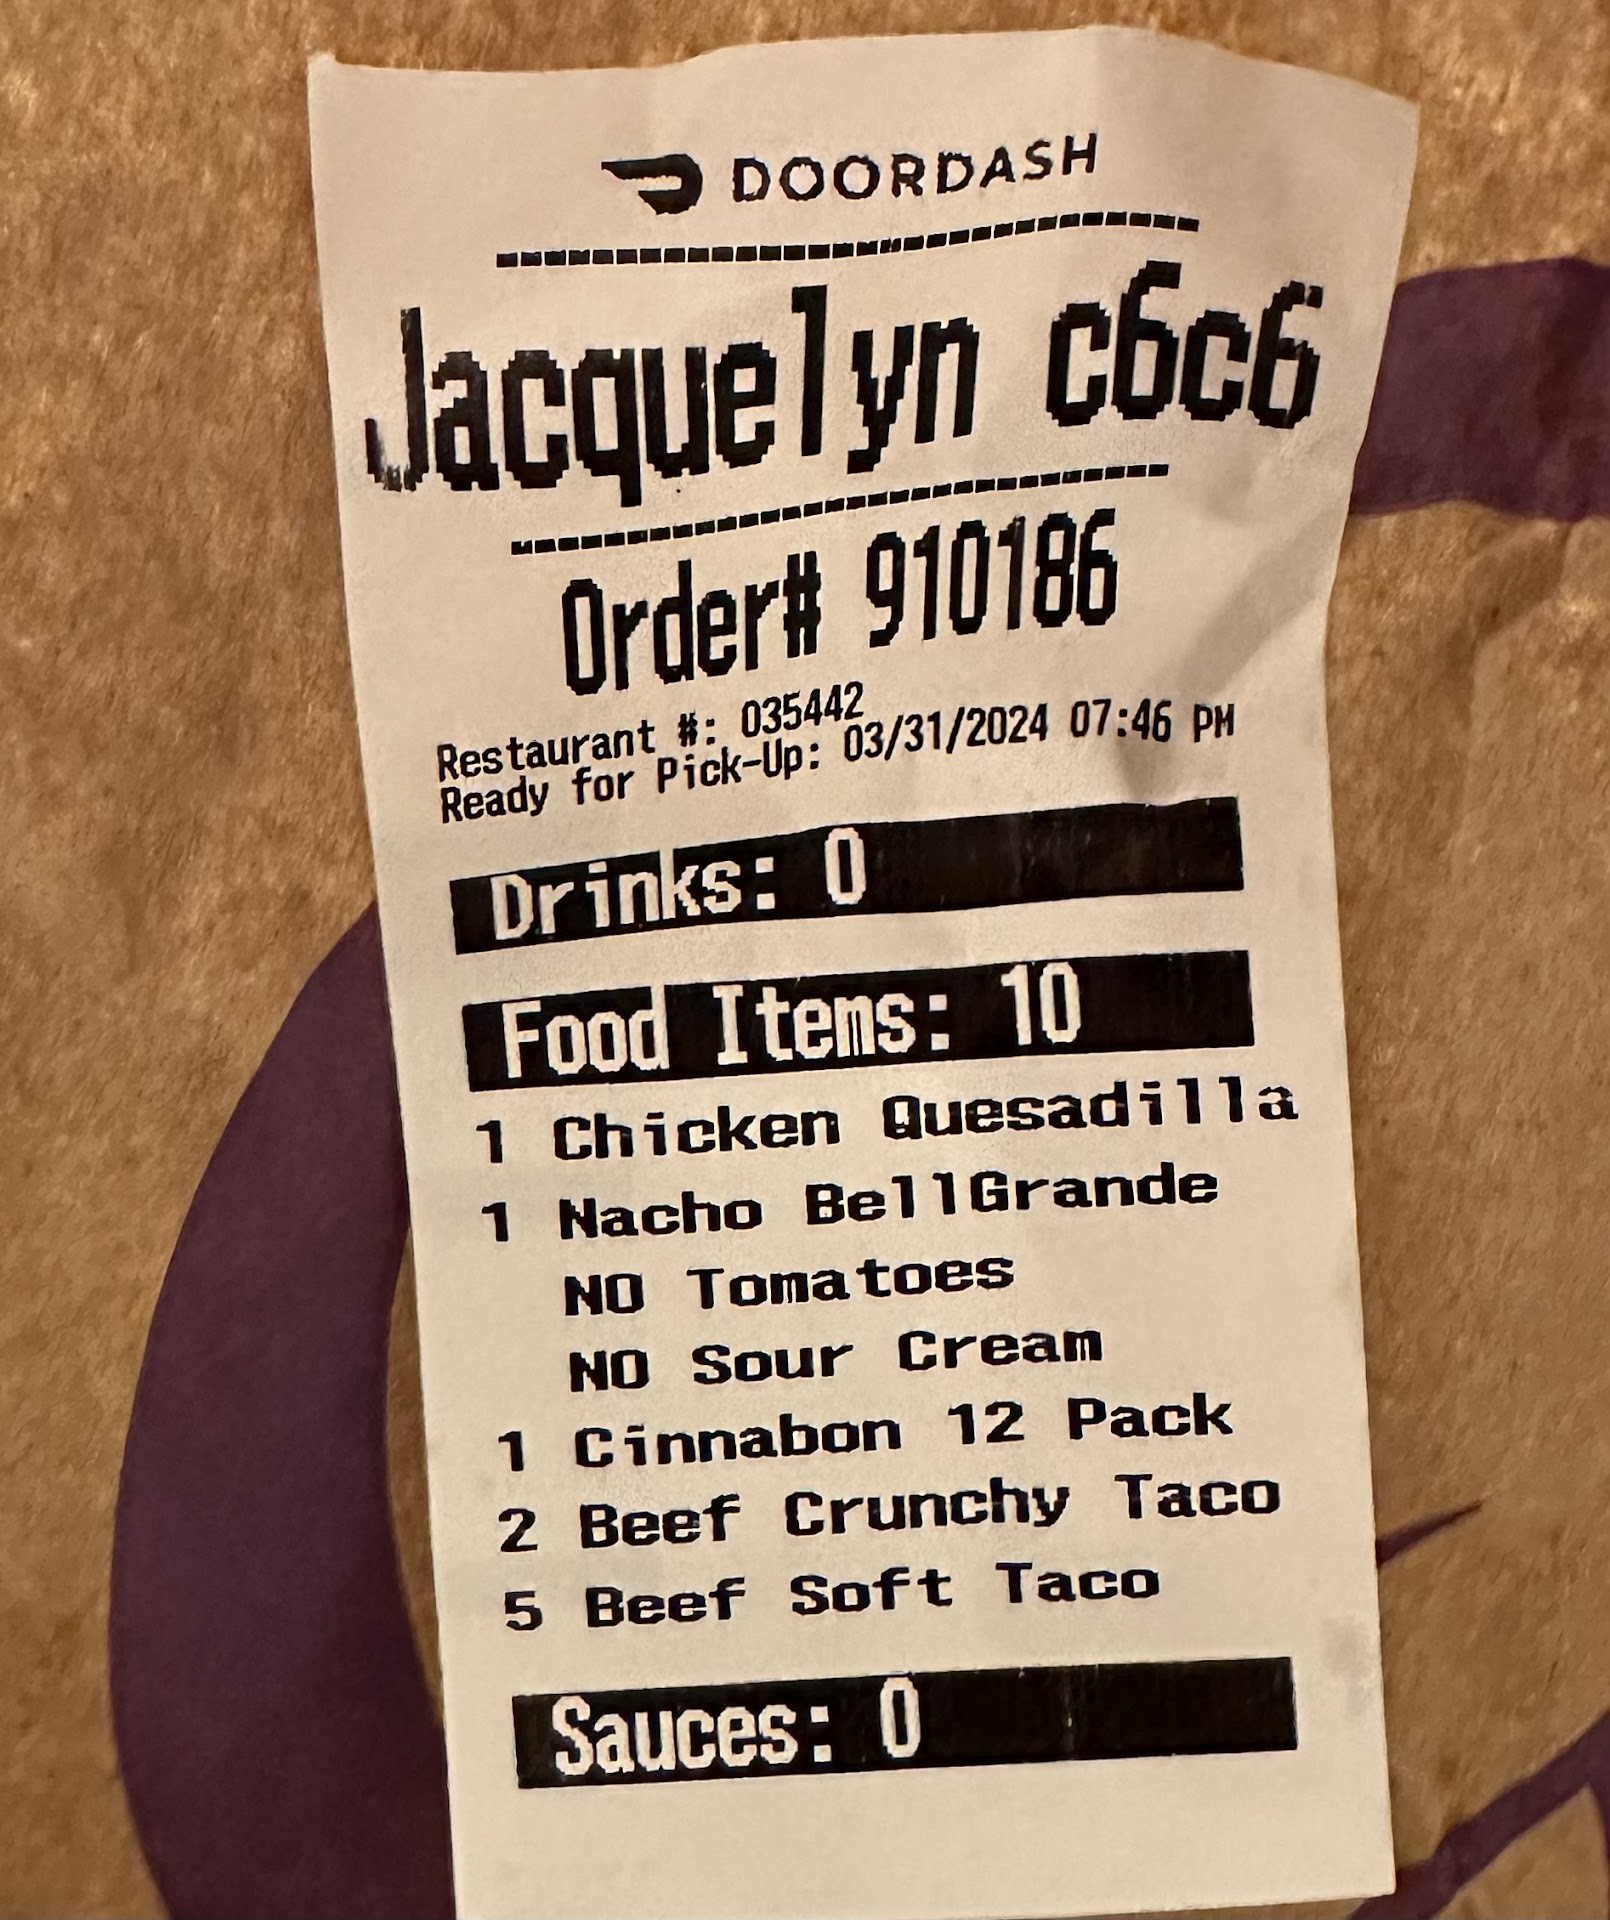 DOORDASH
Jacquelyn c6c6
Order# 910186
Restaurant #: 035442
Ready for Pick-Up: 03/31/2024 07:46 PM
Drinks: 0
Food Items: 10
1 Chicken Quesadilla
1 Nacho BellGrande
NO Tomatoes
NO Sour Cream
1 Cinnabon 12 Pack
2 Beef Crunchy Taco
5 Beef Soft Taco
Sauces: 0